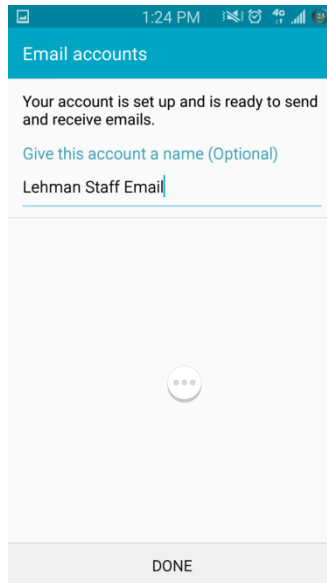 1:24 PM 4G
Email accounts
Your account is set up and is ready to send
and receive emails.
Give this account a name (Optional)
Lehman Staff Email
DONE